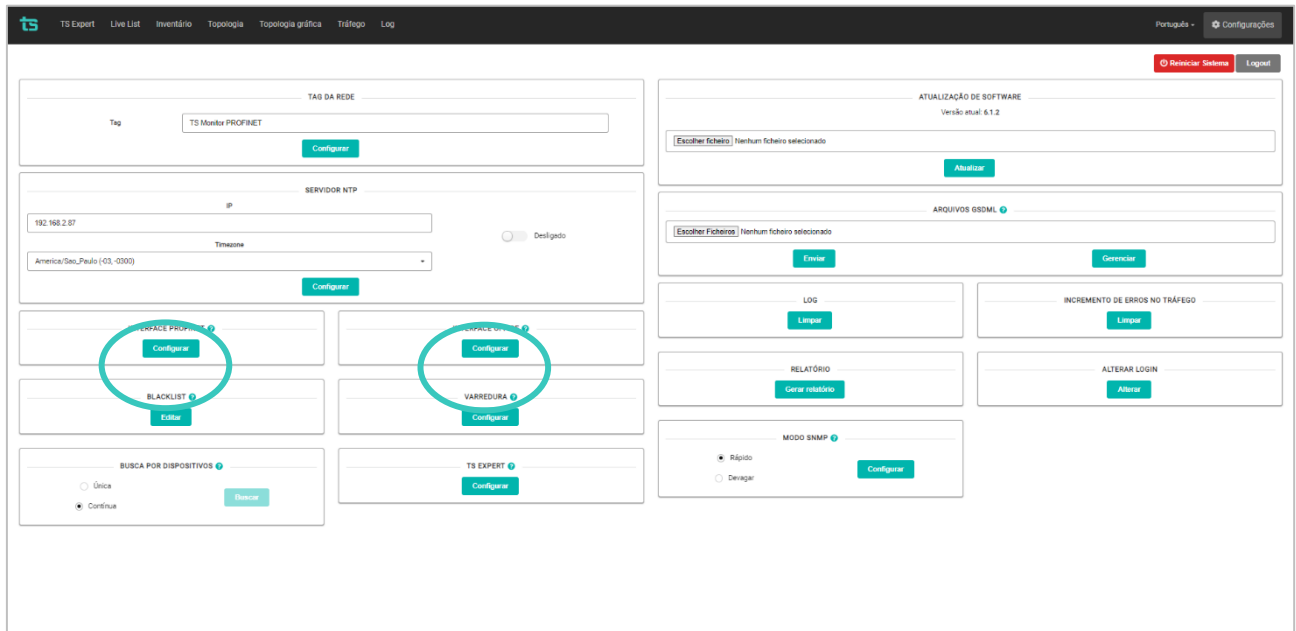 ts TS Expert Live List Inventário Topologia Topologia gráfica Tráfego Log Português Configurações
Reiniciar Sistema Logout
TAG DA REDE
Tag TS Monitor PROFINET
Configurar
SERVIDOR NTP
IP
192.168.2.87
Desligado
Timezone
America/Sao_Paulo (-03, -0300)
Configurar
INTERFACE PROFINET ?
Configurar
INTERFACE ?
Configurar
BLACKLIST ?
Editar
VARREDURA ?
Configurar
BUSCA POR DISPOSITIVOS ?
Única
Contínua
Buscar
TS EXPERT ?
Configurar
ATUALIZAÇÃO DE SOFTWARE
Versão atual: 6.1.2
Escolher ficheiro Nenhum ficheiro selecionado
Atualizar
ARQUIVOS GSDML ?
Escolher Ficheiros Nenhum ficheiro selecionado
Enviar Gerenciar
LOG
Limpar
INCREMENTO DE ERROS NO TRÁFEGO
Limpar
RELATÓRIO
Gerar relatório
ALTERAR LOGIN
Alterar
MODO SNMP ?
Rápido
Devagar
Configurar